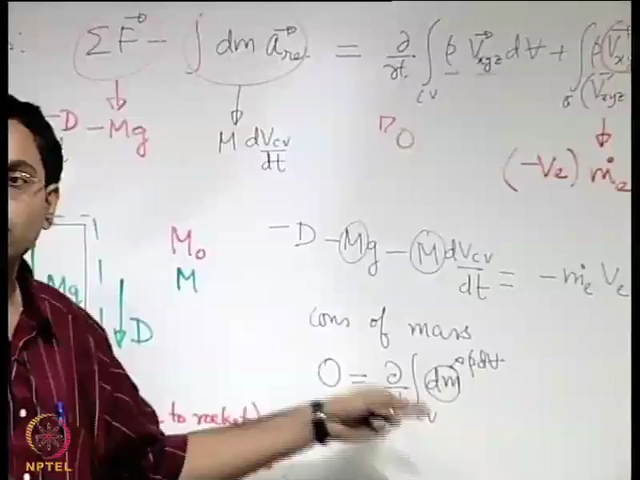 Σ F⃗ − ∫ dm a⃗ rel = ∂/∂t ∫ ρ V⃗xyz d∀ + ∫ ρ V⃗xyz (V⃗xyz
CV
−D − Mg
M dVcv/dt
0
(−Ve) ṁe
−D − Mg − M dVcv/dt = −ṁe Ve
M₀
M
Mg
D
Cons of mass
0 = ∂ ∫ dm ρd∀
to rocket)
NPTEL